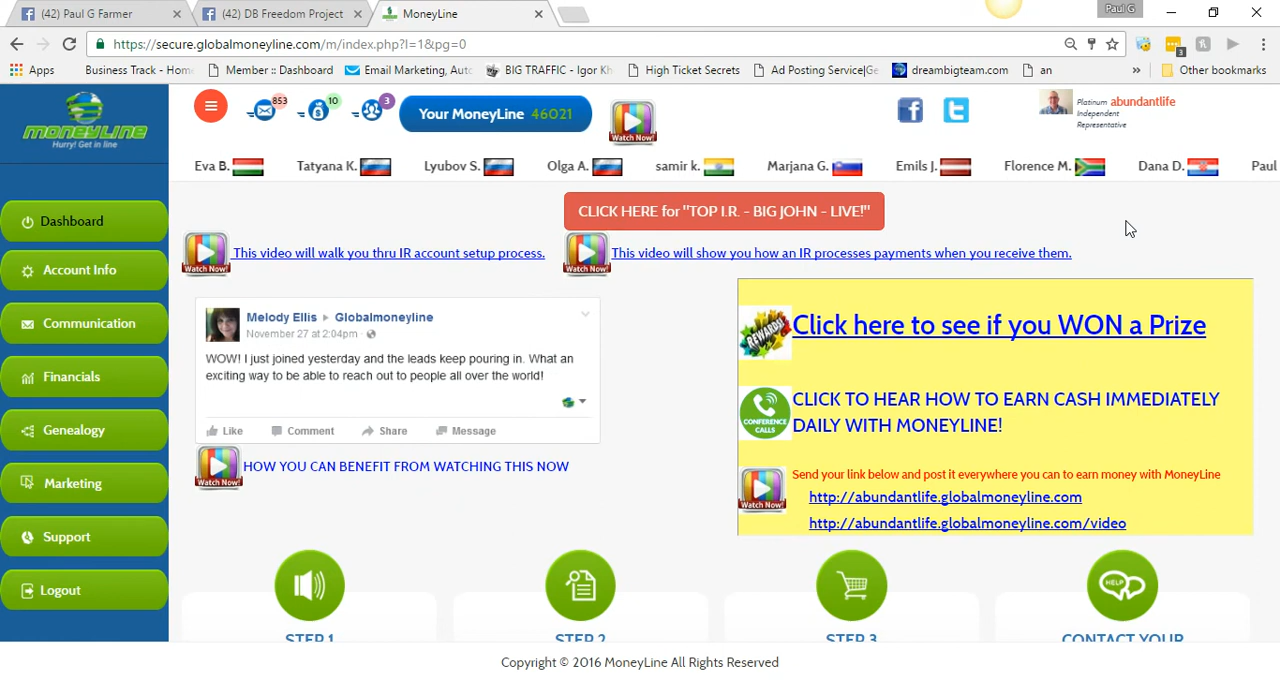 (42) Paul G Farmer
(42) DB Freedom Project
MoneyLine
Paul G
https://secure.globalmoneyline.com/m/index.php?l=1&pg=0
3
Apps
Business Track - Home
Member :: Dashboard
Email Marketing, Auto
BIG TRAFFIC - Igor Kh
High Ticket Secrets
Ad Posting Service|Ge
dreambigteam.com
an
»
Other bookmarks
MONEYLINE
Hurry! Get in line
853
10
3
Your MoneyLine 46021
Watch Now!
Platinum abundantlife
Independent
Representative
Eva B.
Tatyana K.
Lyubov S.
Olga A.
samir k.
Marjana G.
Emils J.
Florence M.
Dana D.
Paul
Dashboard
Account Info
Communication
Financials
Genealogy
Marketing
Support
Logout
CLICK HERE for "TOP I.R. - BIG JOHN - LIVE!"
Watch Now!
This video will walk you thru IR account setup process.
Watch Now!
This video will show you how an IR processes payments when you receive them.
Melody Ellis ▸ Globalmoneyline
November 27 at 2:04pm ·
WOW! I just joined yesterday and the leads keep pouring in. What an
exciting way to be able to reach out to people all over the world!
Like
Comment
Share
Message
Watch Now!
HOW YOU CAN BENEFIT FROM WATCHING THIS NOW
REWARDS!
Click here to see if you WON a Prize
CONFERENCE
CALLS
CLICK TO HEAR HOW TO EARN CASH IMMEDIATELY
DAILY WITH MONEYLINE!
Watch Now!
Send your link below and post it everywhere you can to earn money with MoneyLine
http://abundantlife.globalmoneyline.com
http://abundantlife.globalmoneyline.com/video
HELP
STEP 1
STEP 2
STEP 3
CONTACT YOUR
Copyright © 2016 MoneyLine All Rights Reserved